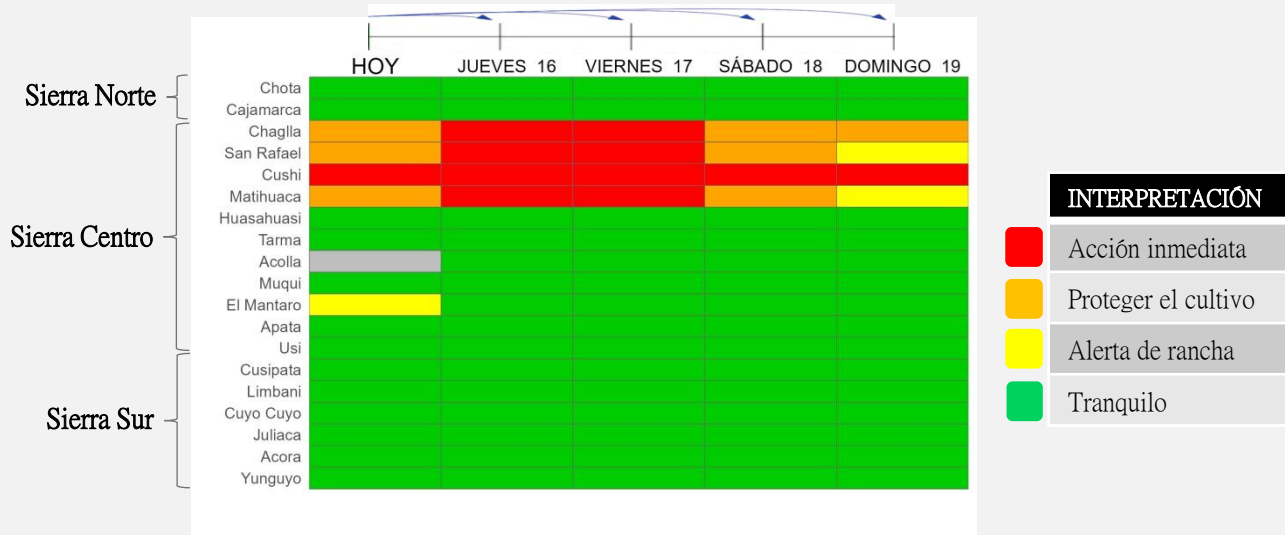 HOY JUEVES 16 VIERNES 17 SÁBADO 18 DOMINGO 19
Sierra Norte
Chota
Cajamarca
Sierra Centro
Chaglla
San Rafael
Cushi
Matihuaca
Huasahuasi
Tarma
Acolla
Muqui
El Mantaro
Apata
Usi
Sierra Sur
Cusipata
Limbani
Cuyo Cuyo
Juliaca
Acora
Yunguyo
INTERPRETACIÓN
Acción inmediata
Proteger el cultivo
Alerta de rancha
Tranquilo